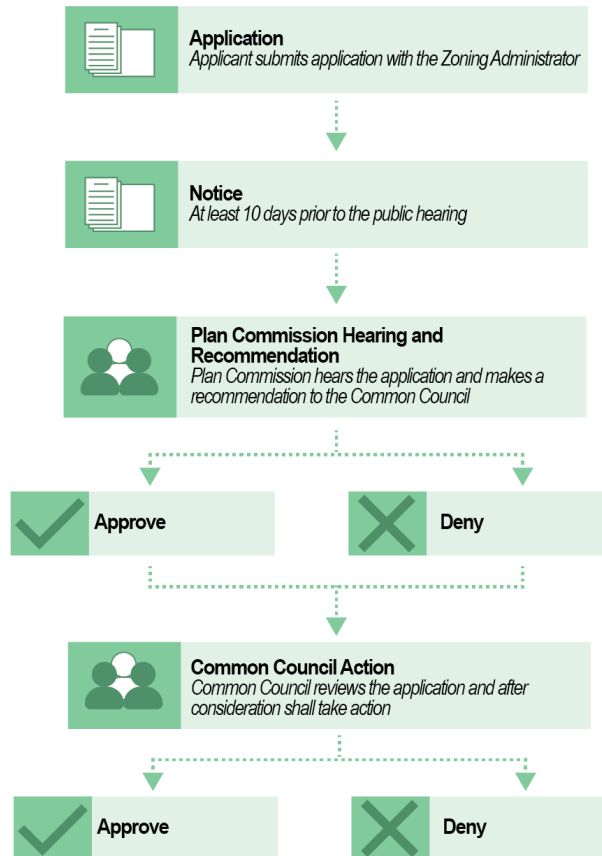 Application
Applicant submits application with the Zoning Administrator
Notice
At least 10 days prior to the public hearing
Plan Commission Hearing and
Recommendation
Plan Commission hears the application and makes a
recommendation to the Common Council
Approve
Deny
Common Council Action
Common Council reviews the application and after
consideration shall take action
Approve
Deny